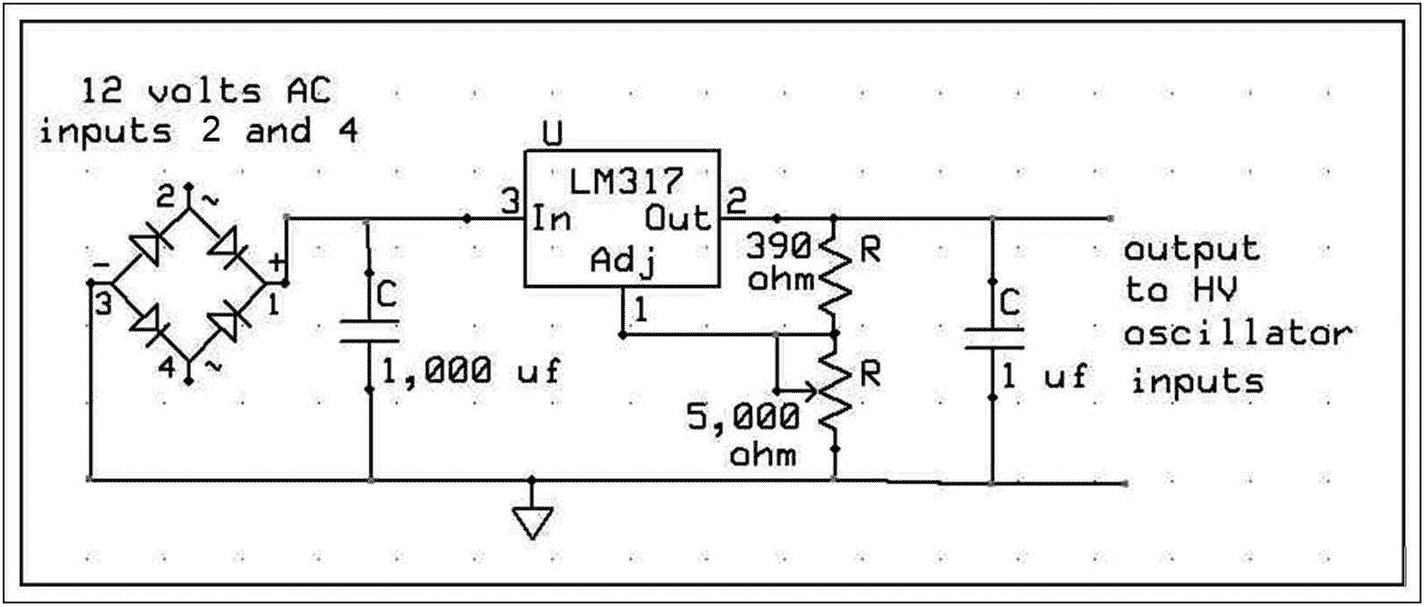 12 volts AC
inputs 2 and 4
U
LM317
3
In
Out
2
Adj
1
2
~
-
+
3
1
4
~
C
1,000 uf
390
ohm
R
R
5,000
ohm
C
1 uf
output
to HV
oscillator
inputs